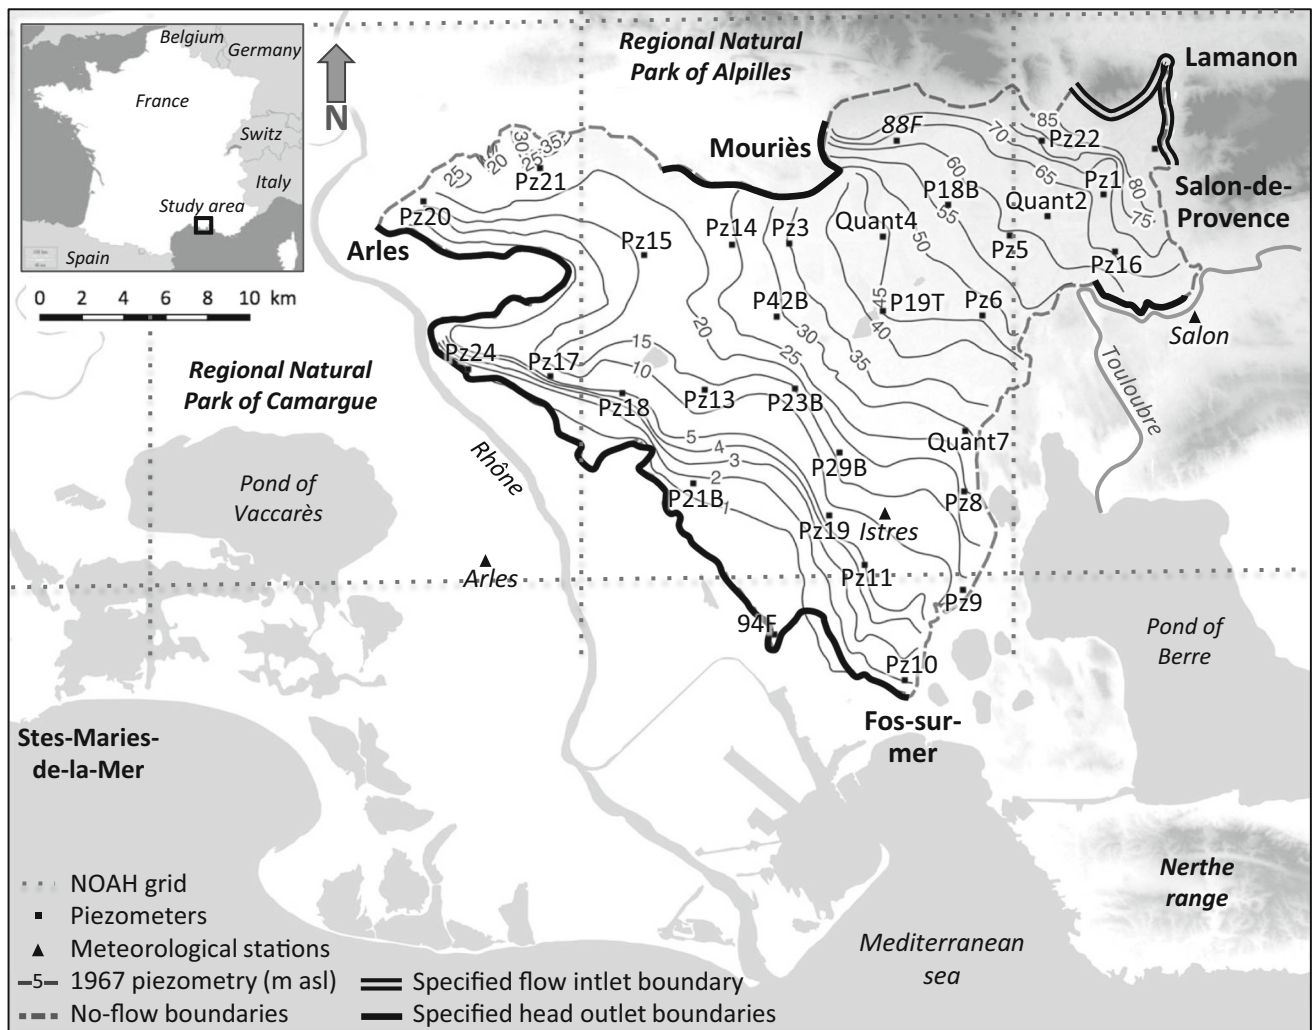 Belgium
Germany
France
Switz
Italy
Study area
Spain
N
0 2 4 6 8 10 km
Regional Natural
Park of Alpilles
Lamanon
Mouriès
88F
85
70
Pz22
30
20
25
35
25
Pz21
60
65
Pz1
80
Salon-de-
Provence
P18B
Quant2
75
55
Pz20
Arles
Pz15
Pz14
Pz3
Quant4
50
Pz5
Pz16
P42B
45
P19T
Pz6
20
30
40
Salon
Touloubre
Pz24
Pz17
15
10
25
35
Regional Natural
Park of Camargue
Pz18
Pz13
P23B
5
4
3
2
1
Quant7
Rhône
P29B
Pond of
Vaccarès
P21B
Pz8
Pz19
Istres
Arles
Pz11
Pz9
94F
Pond of
Berre
Pz10
Fos-sur-
mer
Stes-Maries-
de-la-Mer
Nerthe
range
Mediterranean
sea
NOAH grid
Piezometers
Meteorological stations
5 1967 piezometry (m asl)
No-flow boundaries
Specified flow intlet boundary
Specified head outlet boundaries